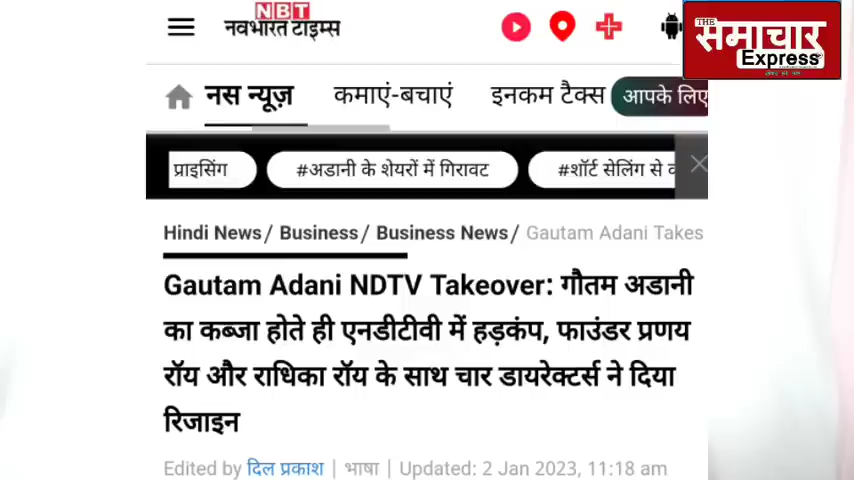 NBT
नवभारत टाइम्स
THE
समाचार
Express
नस न्यूज़ कमाएं-बचाएं इनकम टैक्स आपके लिए
प्राइसिंग #अडानी के शेयरों में गिरावट #शॉर्ट सेलिंग से
Hindi News/ Business/ Business News/ Gautam Adani Takes
Gautam Adani NDTV Takeover: गौतम अडानी
का कब्जा होते ही एनडीटीवी में हड़कंप, फाउंडर प्रणय
रॉय और राधिका रॉय के साथ चार डायरेक्टर्स ने दिया
रिजाइन
Edited by दिल प्रकाश | भाषा | Updated: 2 Jan 2023, 11:18 am